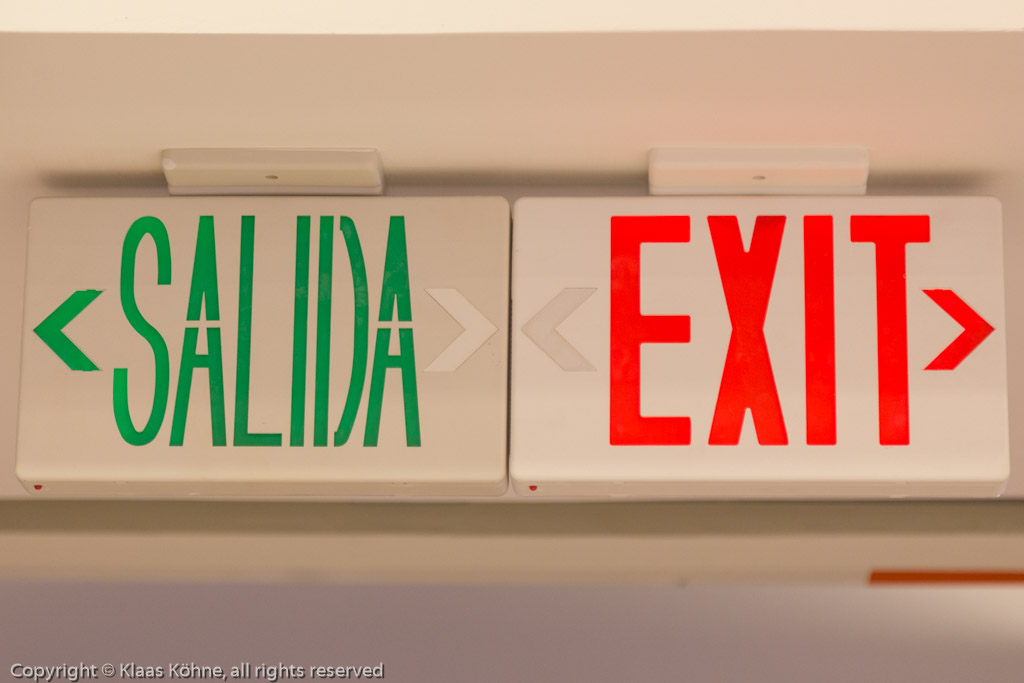 SALIDA EXIT
Copyright © Klaas Köhne, all rights reserved